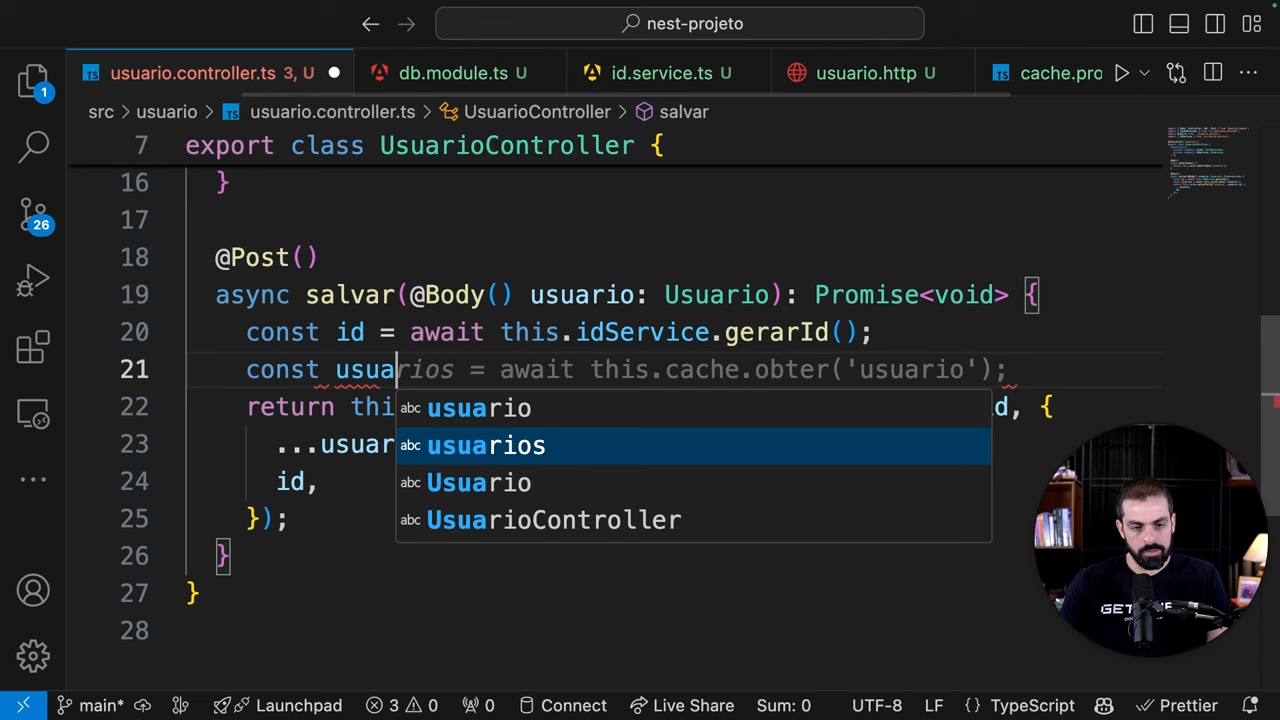 nest-projeto
usuario.controller.ts 3, U
db.module.ts U
id.service.ts U
usuario.http U
cache.pro
src > usuario > usuario.controller.ts > UsuarioController > salvar
7 export class UsuarioController {
16 }
17
18 @Post()
19 async salvar(@Body() usuario: Usuario): Promise<void> {
20 const id = await this.idService.gerarId();
21 const usuarios = await this.cache.obter('usuario');
22 return thi d, {
usuario
23 ...usuar
usuarios
24 id,
Usuario
25 });
UsuarioController
26 }
27 }
28
1
26
main* Launchpad 3 0 0 Connect Live Share Sum: 0 UTF-8 LF {} TypeScript Prettier